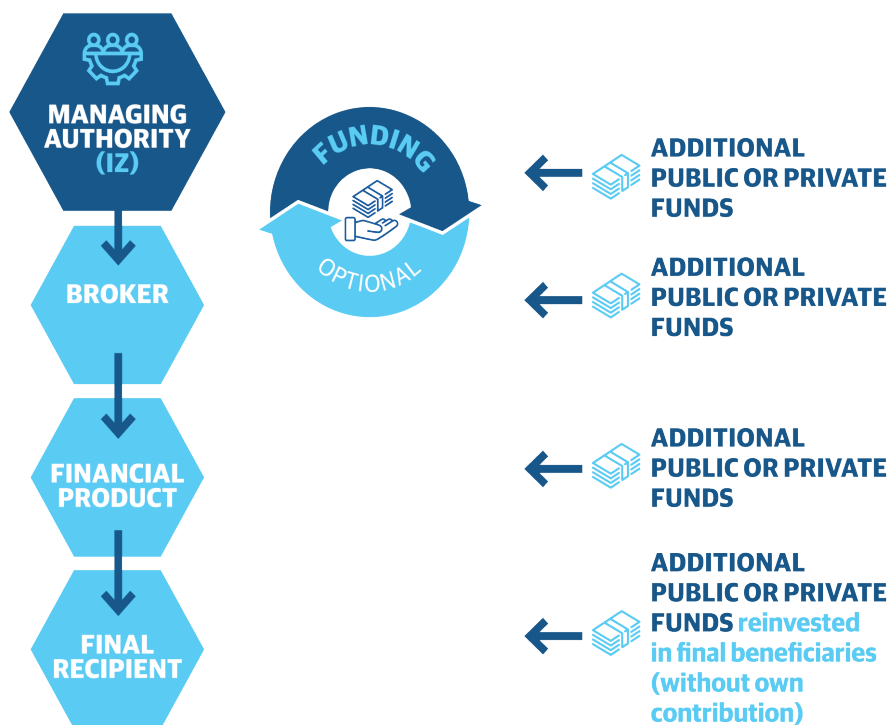 MANAGING
AUTHORITY
(IZ)
BROKER
FINANCIAL
PRODUCT
FINAL
RECIPIENT
FUNDING
OPTIONAL
ADDITIONAL
PUBLIC OR PRIVATE
FUNDS
ADDITIONAL
PUBLIC OR PRIVATE
FUNDS
ADDITIONAL
PUBLIC OR PRIVATE
FUNDS
ADDITIONAL
PUBLIC OR PRIVATE
FUNDS reinvested
in final beneficiaries
(without own
contribution)